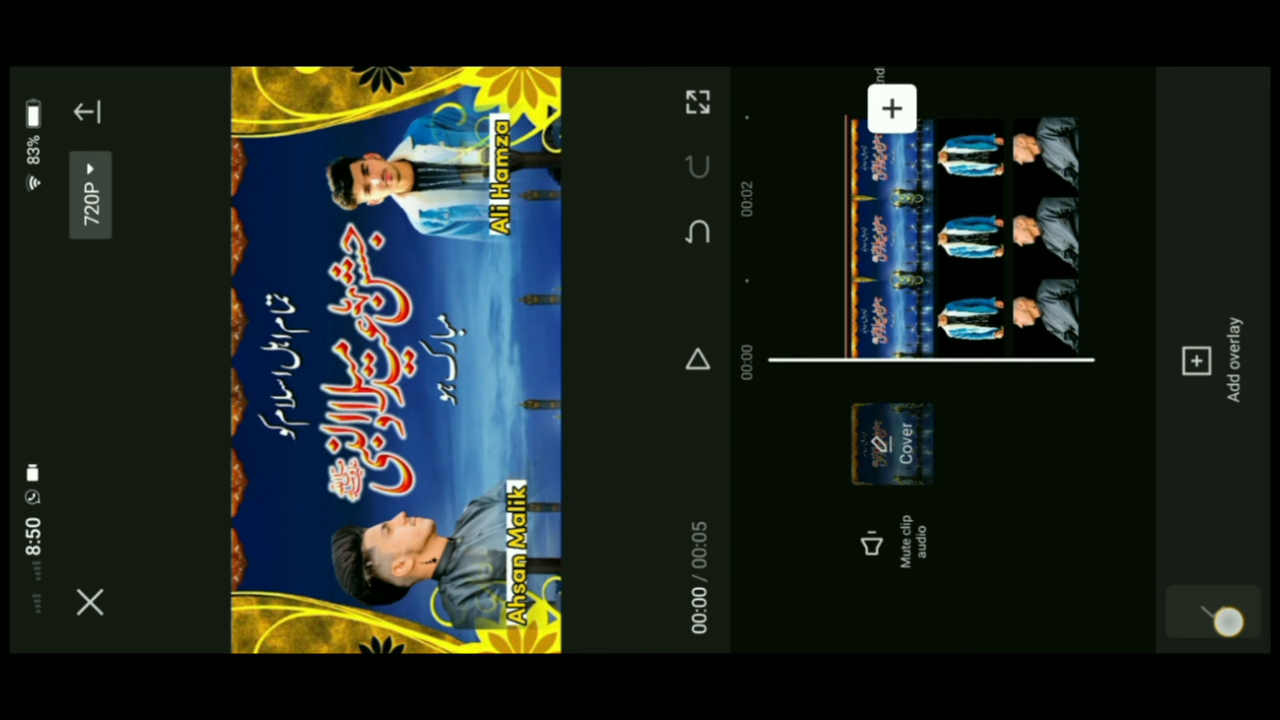 8:50
83%
720P
تمام اہل اسلام کو
جشن عید میلاد النبی ﷺ
مبارک ہو
Ahsan Malik
Ali Hamza
00:00 / 00:05
00:00
00:02
Mute clip
audio
Cover
Add overlay